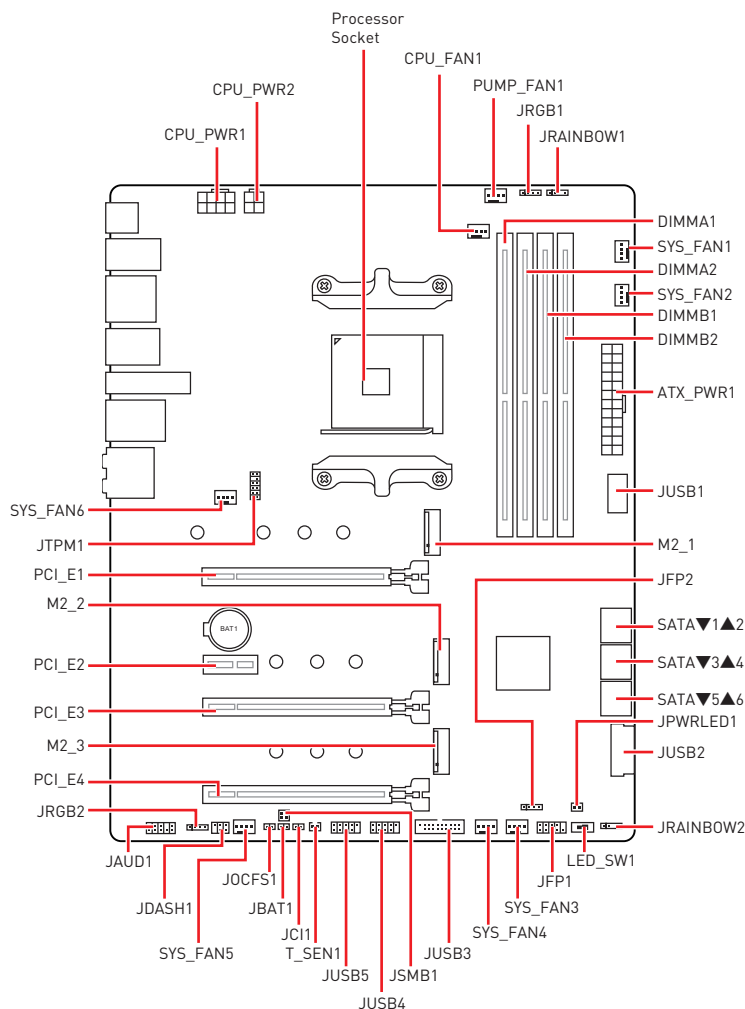 Processor
Socket
CPU_FAN1
PUMP_FAN1
CPU_PWR2
JRGB1
CPU_PWR1
JRAINBOW1
DIMMA1
SYS_FAN1
DIMMA2
SYS_FAN2
DIMMB1
DIMMB2
ATX_PWR1
JUSB1
SYS_FAN6
JTPM1
M2_1
PCI_E1
JFP2
M2_2
BAT1
SATA▼1▲2
PCI_E2
SATA▼3▲4
SATA▼5▲6
PCI_E3
JPWRLED1
M2_3
JUSB2
PCI_E4
JRGB2
JRAINBOW2
JAUD1
LED_SW1
JDASH1
JOCFS1
JFP1
JBAT1
SYS_FAN3
JCI1
SYS_FAN4
SYS_FAN5
T_SEN1
JUSB3
JUSB5
JSMB1
JUSB4